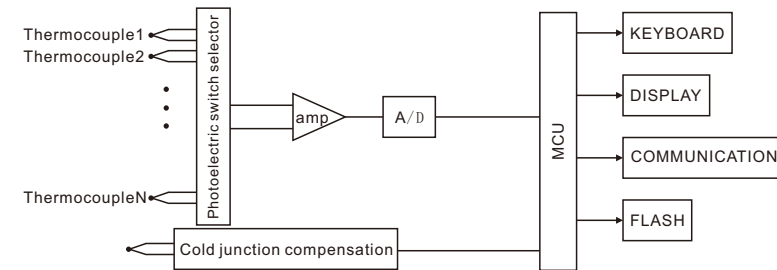 Thermocouple1
Thermocouple2
ThermocoupleN
Photoelectric switch selector
amp
A/D
MCU
KEYBOARD
DISPLAY
COMMUNICATION
FLASH
Cold junction compensation